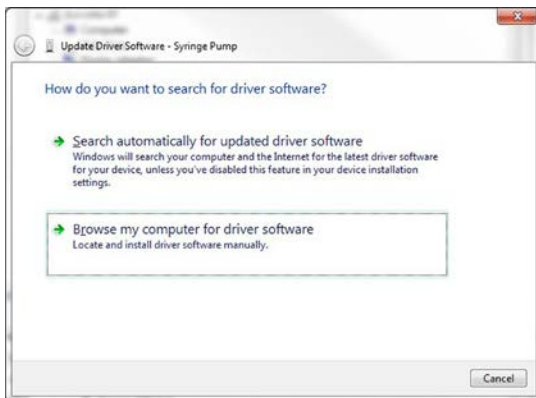 Update Driver Software - Syringe Pump
How do you want to search for driver software?
Search automatically for updated driver software
Windows will search your computer and the Internet for the latest driver software
for your device, unless you've disabled this feature in your device installation
settings.
Browse my computer for driver software
Locate and install driver software manually.
Cancel